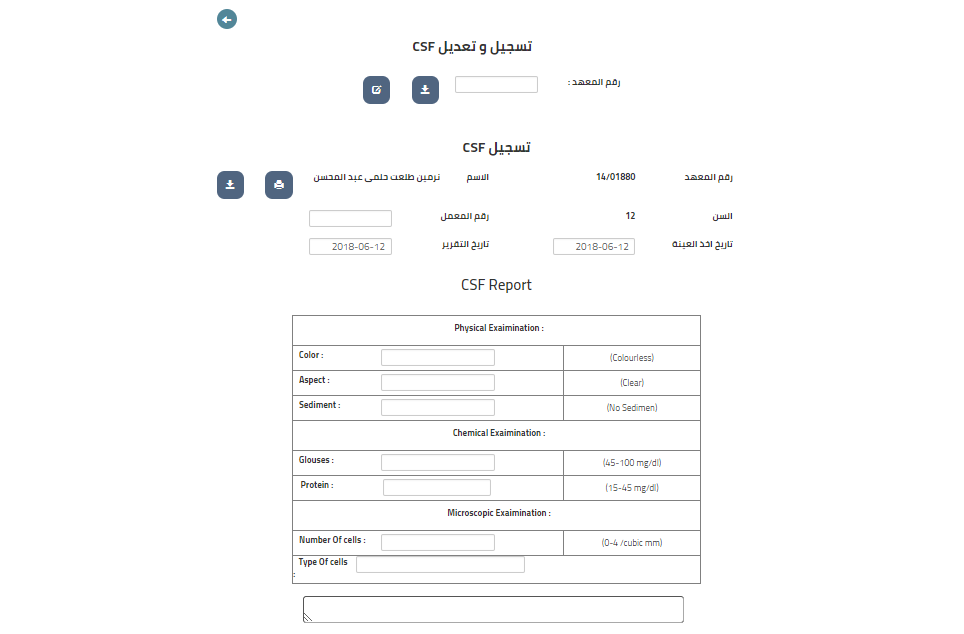 تسجيل و تعديل CSF
رقم المعهد :
تسجيل CSF
رقم المعهد 14/01880 الاسم نرمين طلعت حلمى عبد المحسن
السن 12 رقم المعمل
تاريخ اخذ العينة 2018-06-12 تاريخ التقرير 2018-06-12
CSF Report
Physical Exaimination :
Color : (Colourless)
Aspect : (Clear)
Sediment : (No Sedimen)
Chemical Exaimination :
Glouses : (45-100 mg/dl)
Protein : (15-45 mg/dl)
Microscopic Exaimination :
Number Of cells : (0-4 /cubic mm)
Type Of cells
: